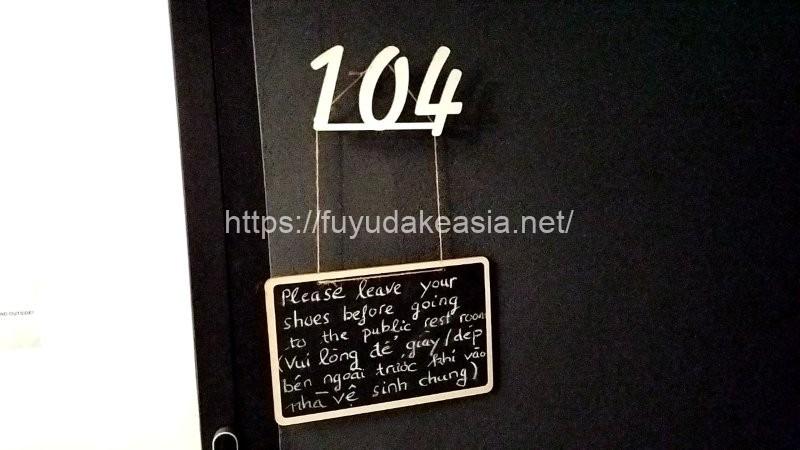 104
https://fuyudakeasia.net/
Please leave your
shoes before going
to the public rest room
(vui lòng để giày/dép
bên ngoài trước khi vào
nhà vệ sinh chung)
OUTSIDE!